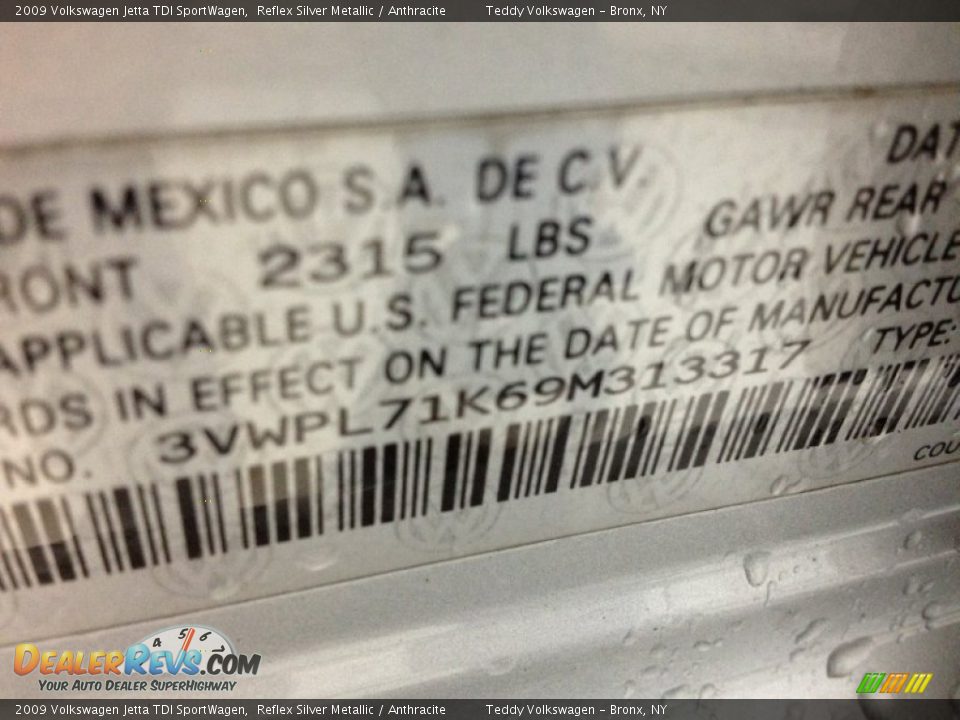 2009 Volkswagen Jetta TDI SportWagen, Reflex Silver Metallic / Anthracite Teddy Volkswagen - Bronx, NY
DE MEXICO S.A. DE C.V. DAT
RONT 2315 LBS GAWR REAR
APPLICABLE U.S. FEDERAL MOTOR VEHICLE
RDS IN EFFECT ON THE DATE OF MANUFACTU
NO. 3VWPL71K69M313317 TYPE:
COU
4 5 6
DEALERREVS.COM
YOUR AUTO DEALER SUPERHIGHWAY
2009 Volkswagen Jetta TDI SportWagen, Reflex Silver Metallic / Anthracite Teddy Volkswagen - Bronx, NY